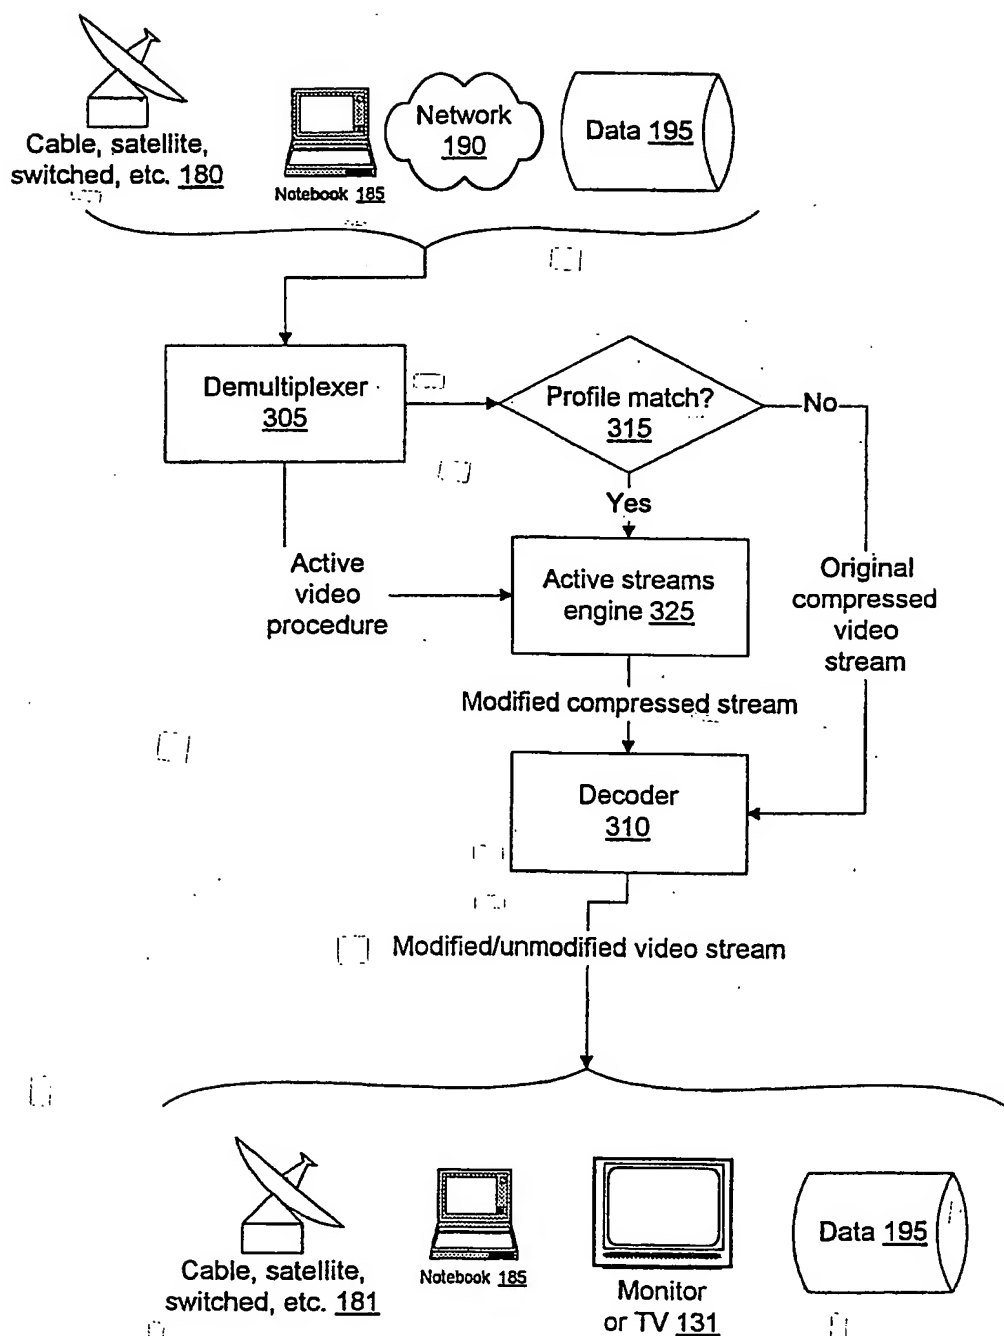 Cable, satellite,
switched, etc. 180
Notebook 185
Network
190
Data 195
Demultiplexer
305
Profile match?
315
No
Yes
Active
video
procedure
Active streams
engine 325
Original
compressed
video
stream
Modified compressed stream
Decoder
310
Modified/unmodified video stream
Cable, satellite,
switched, etc. 181
Notebook 185
Monitor
or TV 131
Data 195